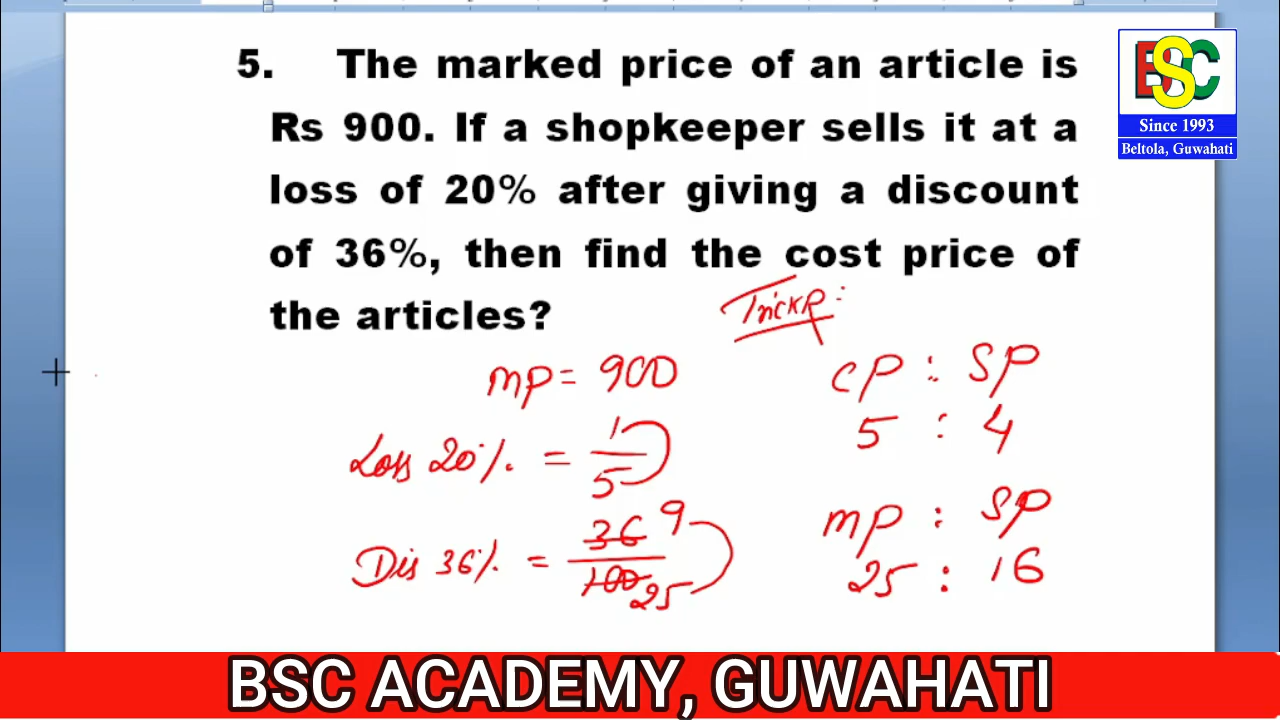 5. The marked price of an article is
Rs 900. If a shopkeeper sells it at a
loss of 20% after giving a discount
of 36%, then find the cost price of
the articles?
BSC
Since 1993
Beltola, Guwahati
MP = 900
Loss 20% = 1/5
Dis 36% = 36/100 9 25
CP : SP
5 : 4
MP : SP
25 : 16
BSC ACADEMY, GUWAHATI